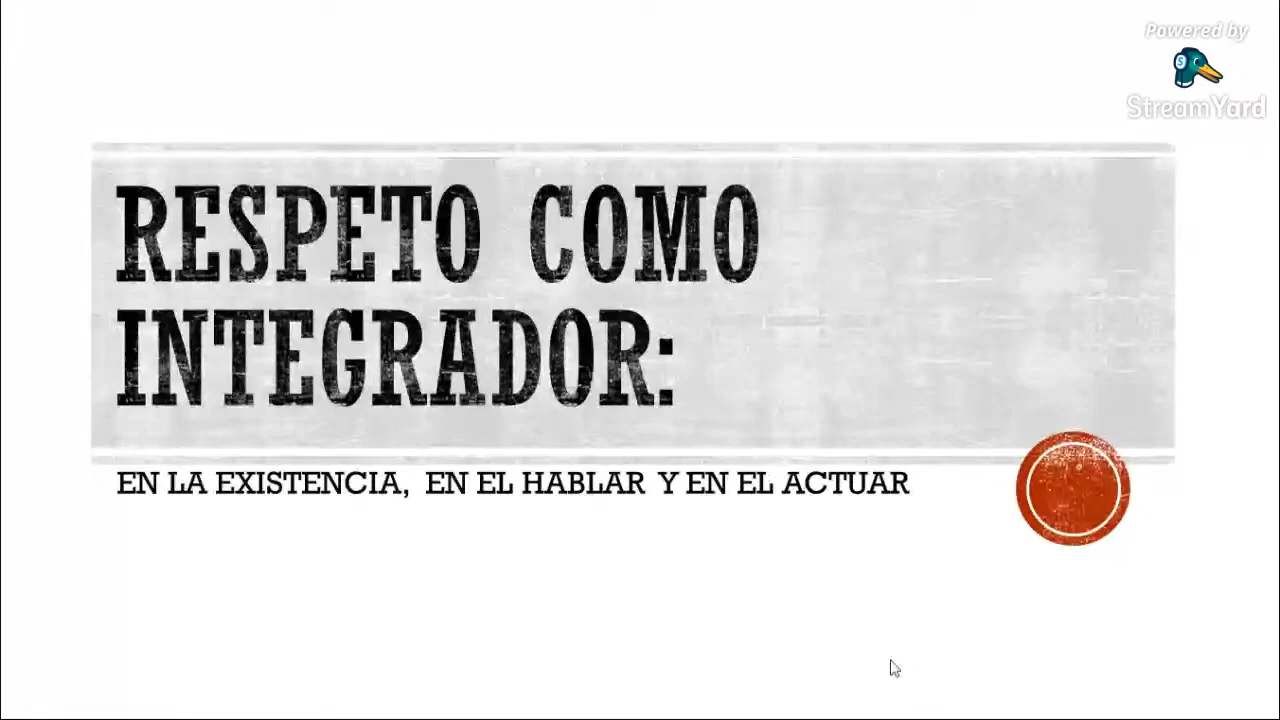 Powered by
StreamYard
RESPETO COMO
INTEGRADOR:
EN LA EXISTENCIA, EN EL HABLAR Y EN EL ACTUAR